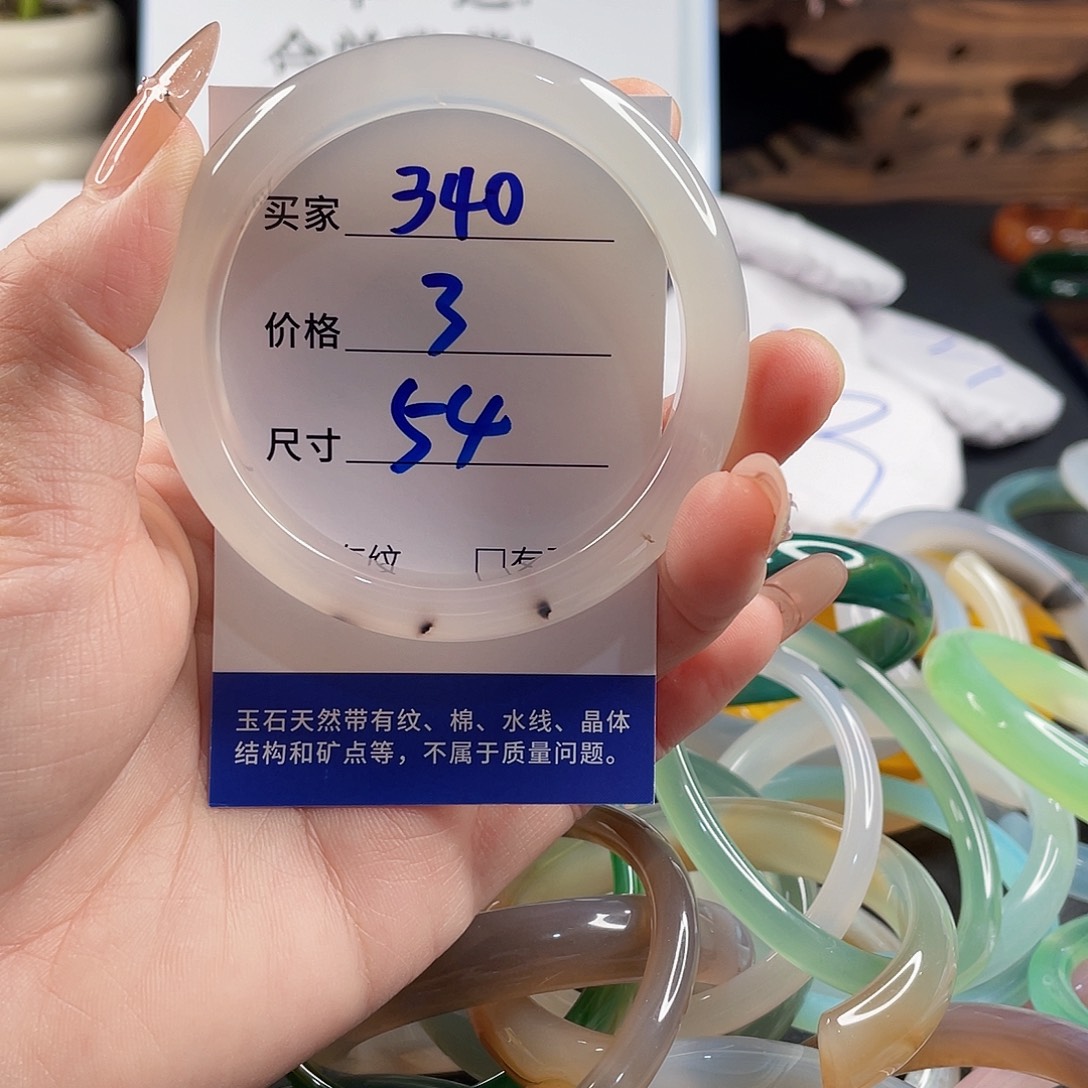 买家 340
价格 3
尺寸 54
玉石天然带有纹、棉、水线、晶体
结构和矿点等，不属于质量问题。